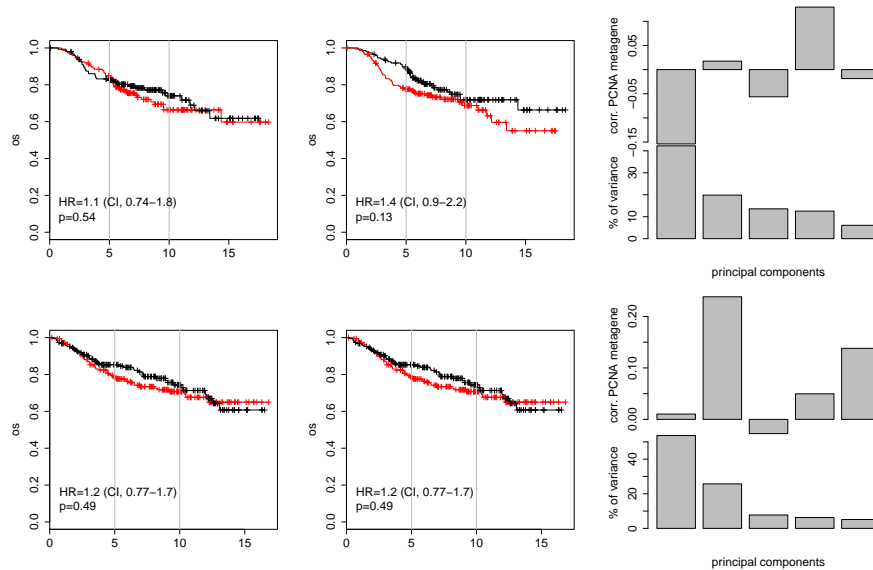 1.0
0.8
0.6
0.4
0.2
0.0
os
HR=1.1 (CI, 0.74−1.8)
p=0.54
0 5 10 15
1.0
0.8
0.6
0.4
0.2
0.0
os
HR=1.4 (CI, 0.9−2.2)
p=0.13
0 5 10 15
corr. PCNA metagene
0.05
−0.05
−0.15
% of variance
30
10
0
principal components
1.0
0.8
0.6
0.4
0.2
0.0
os
HR=1.2 (CI, 0.77−1.7)
p=0.49
0 5 10 15
1.0
0.8
0.6
0.4
0.2
0.0
os
HR=1.2 (CI, 0.77−1.7)
p=0.49
0 5 10 15
corr. PCNA metagene
0.20
0.10
0.00
% of variance
40
20
0
principal components